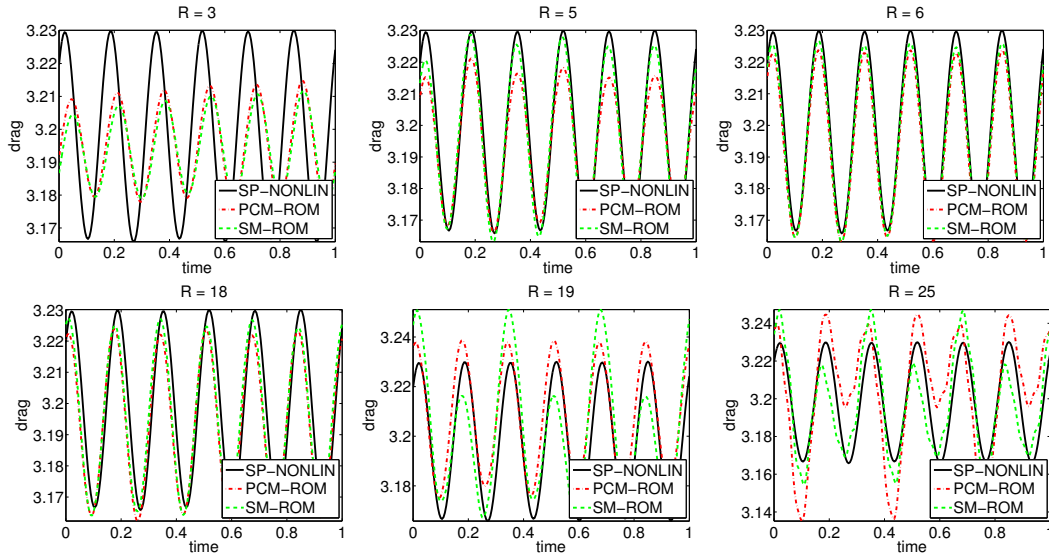 R = 3
3.23
3.22
3.21
3.2
3.19
3.18
3.17
drag
0
0.2
0.4
0.6
0.8
1
time
SP−NONLIN
PCM−ROM
SM−ROM
R = 5
3.23
3.22
3.21
3.2
3.19
3.18
3.17
drag
0
0.2
0.4
0.6
0.8
1
time
SP−NONLIN
PCM−ROM
SM−ROM
R = 6
3.23
3.22
3.21
3.2
3.19
3.18
3.17
drag
0
0.2
0.4
0.6
0.8
1
time
SP−NONLIN
PCM−ROM
SM−ROM
R = 18
3.23
3.22
3.21
3.2
3.19
3.18
3.17
drag
0
0.2
0.4
0.6
0.8
1
time
SP−NONLIN
PCM−ROM
SM−ROM
R = 19
3.24
3.22
3.2
3.18
drag
0
0.2
0.4
0.6
0.8
1
time
SP−NONLIN
PCM−ROM
SM−ROM
R = 25
3.24
3.22
3.2
3.18
3.16
3.14
drag
0
0.2
0.4
0.6
0.8
1
time
SP−NONLIN
PCM−ROM
SM−ROM